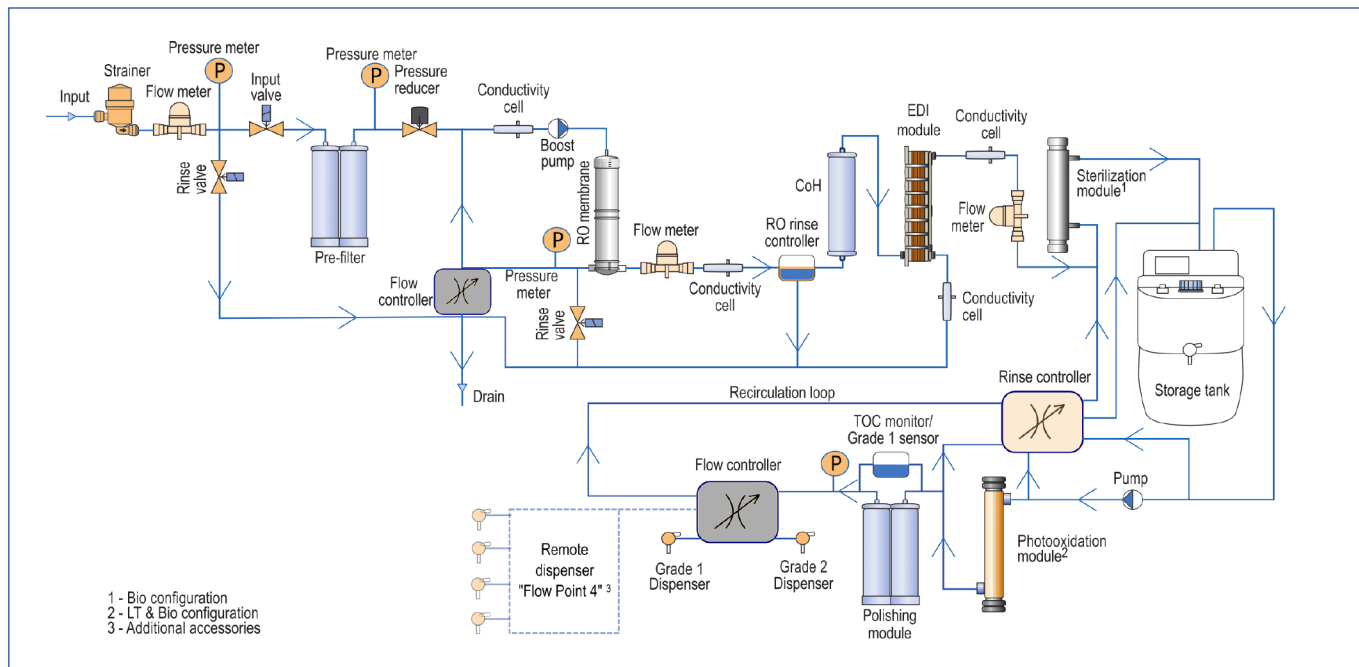 Pressure meter
Strainer
Input
Flow meter
Input
valve
Rinse
valve
Pre-filter
Pressure meter
P
P
Pressure
reducer
Conductivity
cell
Boost
pump
RO membrane
P
Pressure
meter
Flow
controller
Rinse
valve
Drain
Flow meter
Conductivity
cell
RO rinse
controller
CoH
EDI
module
Conductivity
cell
Flow
meter
Sterilization
module1
Conductivity
cell
Storage tank
Rinse controller
Recirculation loop
TOC monitor/
Grade 1 sensor
P
Flow controller
Pump
Photooxidation
module2
Polishing
module
Grade 1
Dispenser
Grade 2
Dispenser
Remote
dispenser
"Flow Point 4" 3
1 - Bio configuration
2 - LT & Bio configuration
3 - Additional accessories